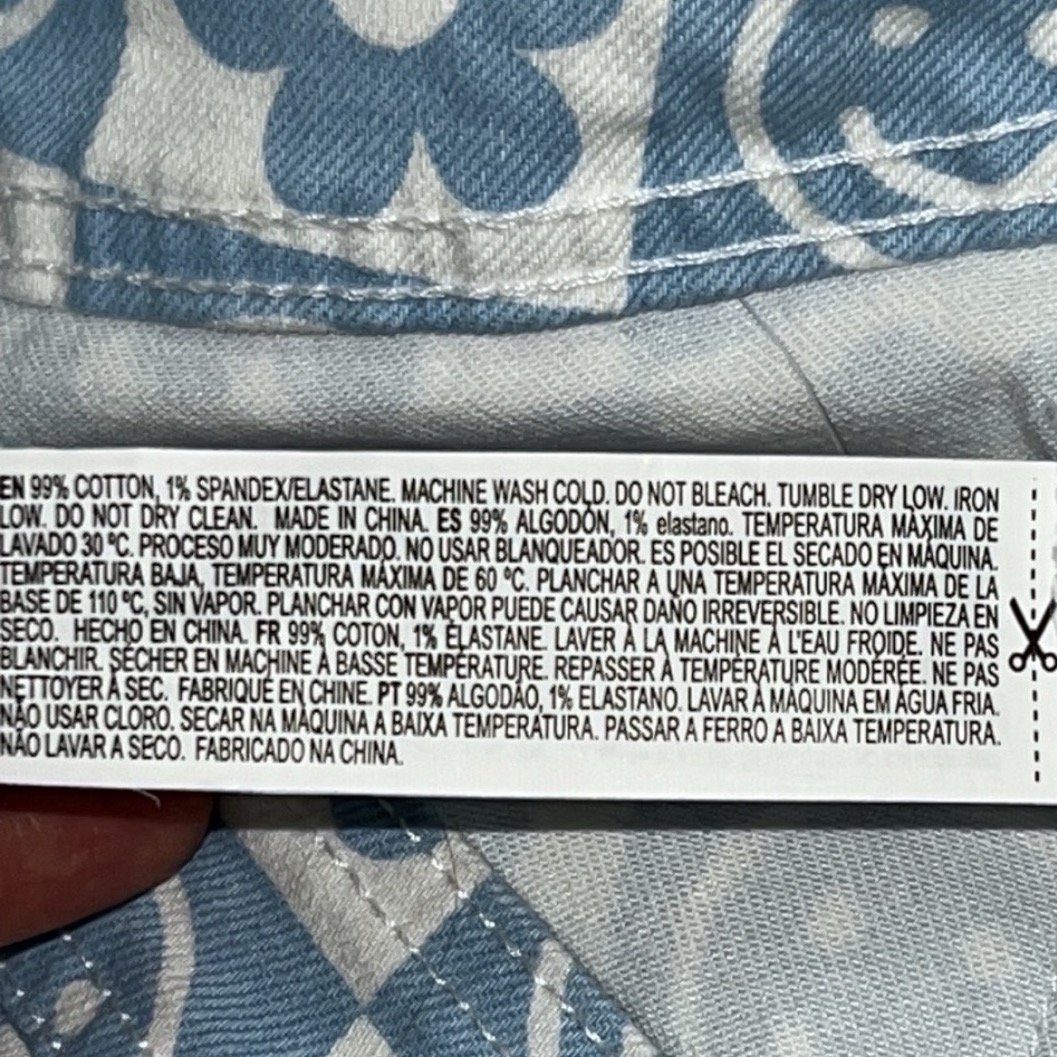 EN 99% COTTON, 1% SPANDEX/ELASTANE. MACHINE WASH COLD. DO NOT BLEACH. TUMBLE DRY LOW. IRON
LOW. DO NOT DRY CLEAN. MADE IN CHINA. ES 99% ALGODÓN, 1% elastano. TEMPERATURA MÁXIMA DE
LAVADO 30 ºC. PROCESO MUY MODERADO. NO USAR BLANQUEADOR. ES POSIBLE EL SECADO EN MÁQUINA.
TEMPERATURA BAJA, TEMPERATURA MÁXIMA DE 60 ºC. PLANCHAR A UNA TEMPERATURA MÁXIMA DE LA
BASE DE 110 ºC, SIN VAPOR. PLANCHAR CON VAPOR PUEDE CAUSAR DAÑO IRREVERSIBLE. NO LIMPIEZA EN
SECO. HECHO EN CHINA. FR 99% COTON, 1% ÉLASTANE. LAVER À LA MACHINE À L'EAU FROIDE. NE PAS
BLANCHIR. SÉCHER EN MACHINE À BASSE TEMPÉRATURE. REPASSER À TEMPÉRATURE MODÉRÉE. NE PAS
NETTOYER À SEC. FABRIQUÉ EN CHINE. PT 99% ALGODÃO, 1% ELASTANO. LAVAR À MÁQUINA EM ÁGUA FRIA.
NÃO USAR CLORO. SECAR NA MÁQUINA A BAIXA TEMPERATURA. PASSAR A FERRO A BAIXA TEMPERATURA.
NÃO LAVAR A SECO. FABRICADO NA CHINA.